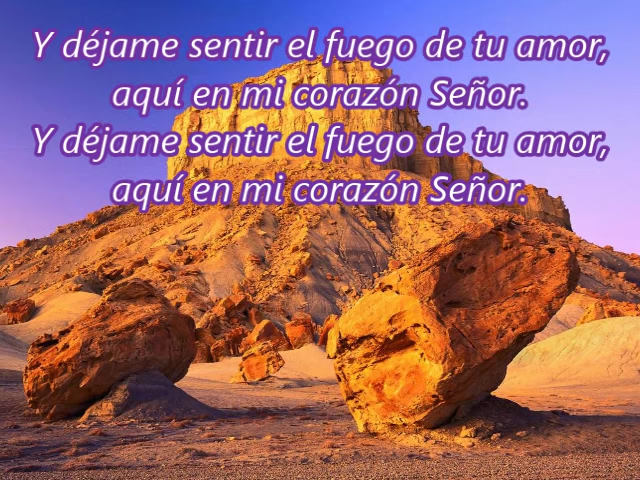 Y déjame sentir el fuego de tu amor,
aquí en mi corazón Señor.
Y déjame sentir el fuego de tu amor,
aquí en mi corazón Señor.